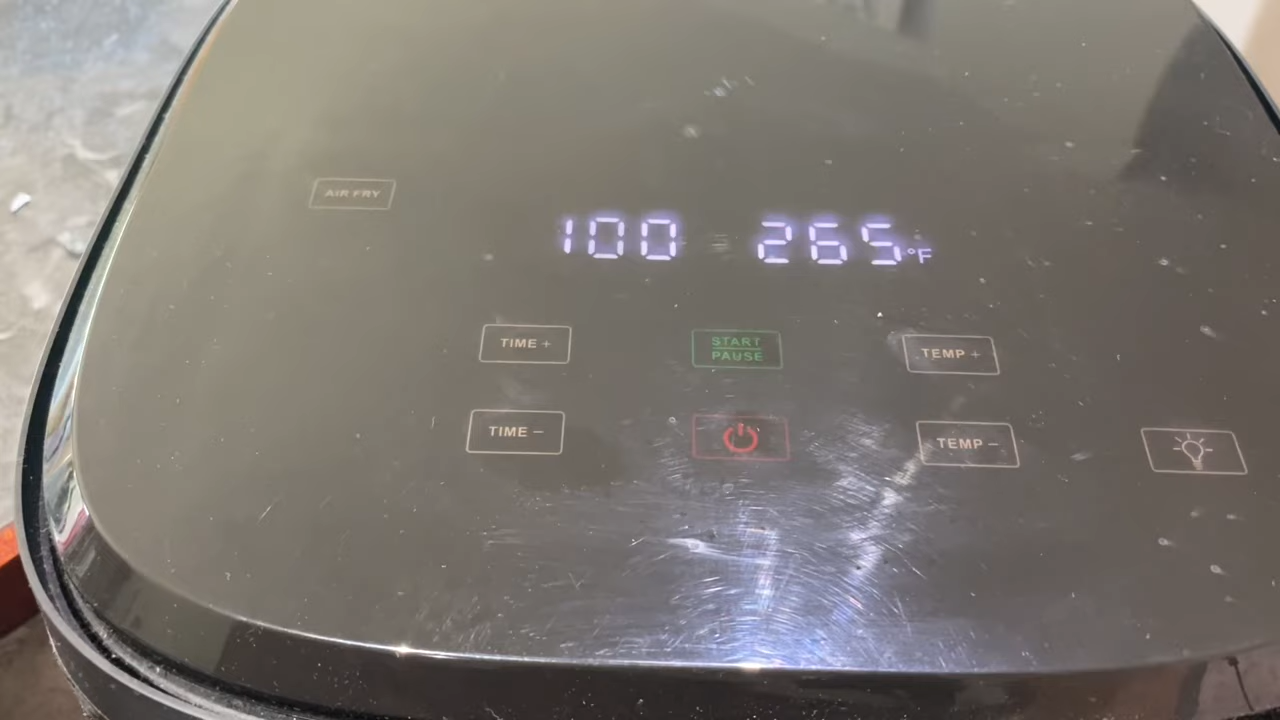 AIR FRY
100 265°F
TIME + START PAUSE TEMP +
TIME − TEMP −